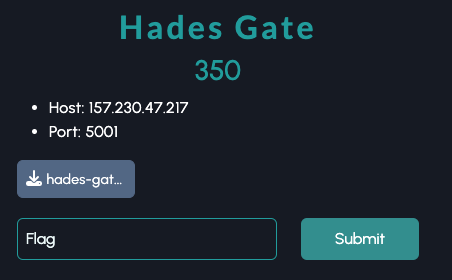 Hades Gate
350
• Host: 157.230.47.217
• Port: 5001
hades-gat...
Flag
Submit